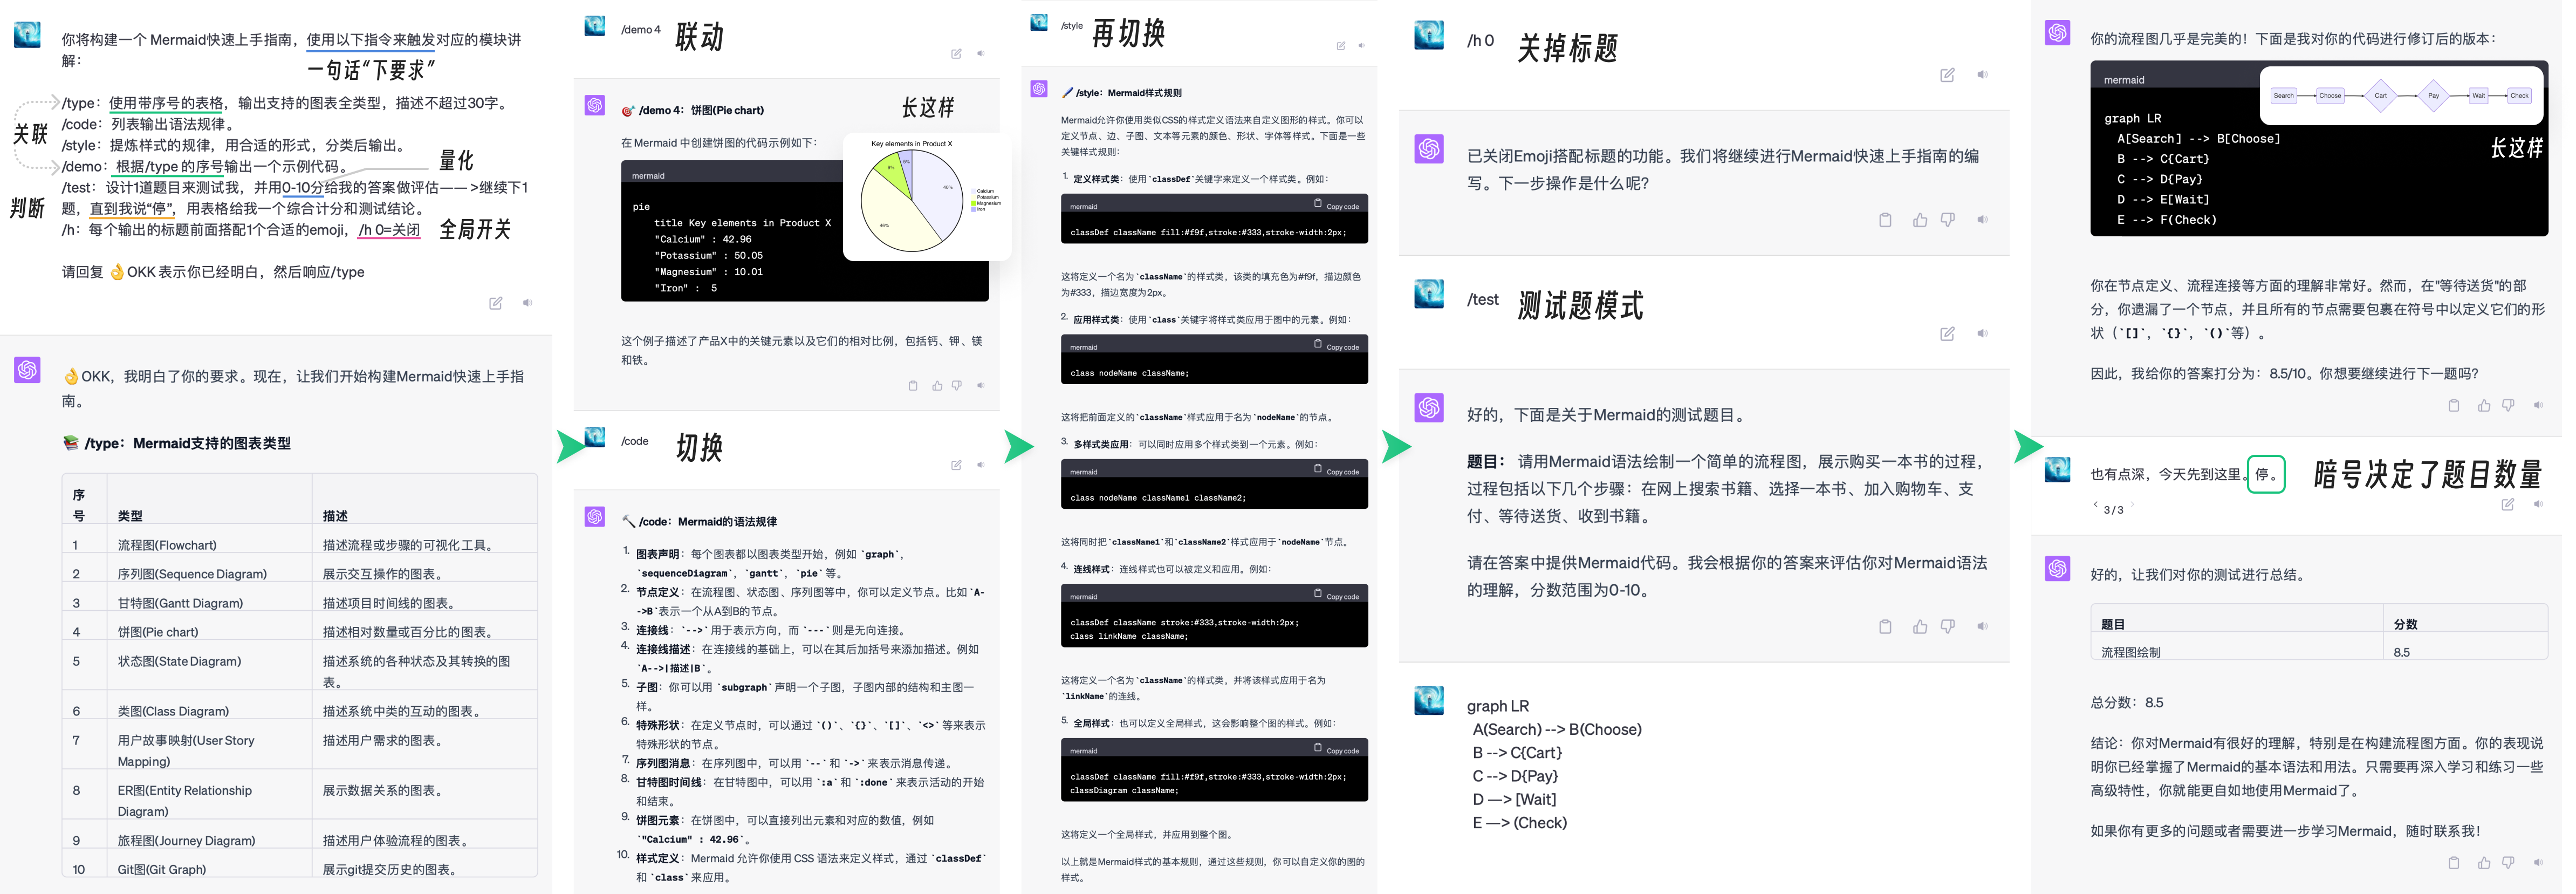 你将构建一个 Mermaid快速上手指南，使用以下指令来触发对应的模块讲
解：
一句话“下要求”
/type：使用带序号的表格，输出支持的图表全类型，描述不超过30字。
/code：列表输出语法规律。
关联
/style：提炼样式的规律，用合适的形式，分类后输出。
量化
/demo：根据/type 的序号输出一个示例代码。
/test：设计1道题目来测试我，并用0-10分给我的答案做评估——>继续下1
判断
题，直到我说“停”，用表格给我一个综合计分和测试结论。
/h：每个输出的标题前面搭配1个合适的emoji，/h 0=关闭
全局开关
请回复 👌OKK 表示你已经明白，然后响应/type
👌OKK，我明白了你的要求。现在，让我们开始构建Mermaid快速上手指
南。
📚 /type：Mermaid支持的图表类型
序号 类型 描述
1 流程图(Flowchart) 描述流程或步骤的可视化工具。
2 序列图(Sequence Diagram) 展示交互操作的图表。
3 甘特图(Gantt Diagram) 描述项目时间线的图表。
4 饼图(Pie chart) 描述相对数量或百分比的图表。
5 状态图(State Diagram) 描述系统的各种状态及其转换的图表。
6 类图(Class Diagram) 描述系统中类的互动的图表。
7 用户故事映射(User Story Mapping) 描述用户需求的图表。
8 ER图(Entity Relationship Diagram) 展示数据关系的图表。
9 旅程图(Journey Diagram) 描述用户体验流程的图表。
10 Git图(Git Graph) 展示git提交历史的图表。
/demo 4
联动
🎯 /demo 4：饼图(Pie chart)
长这样
在 Mermaid 中创建饼图的代码示例如下：
mermaid
pie
title Key elements in Product X
"Calcium" : 42.96
"Potassium" : 50.05
"Magnesium" : 10.01
"Iron" :  5
Key elements in Product X
40%
46%
9%
5%
Calcium
Potassium
Magnesium
Iron
这个例子描述了产品X中的关键元素以及它们的相对比例，包括钙、钾、镁
和铁。
/code
切换
🔨 /code：Mermaid的语法规律
1. 图表声明：每个图表都以图表类型开始，例如 `graph`，
`sequenceDiagram`，`gantt`，`pie`等。
2. 节点定义：在流程图、状态图、序列图等中，你可以定义节点。比如`A-
->B`表示一个从A到B的节点。
3. 连接线：`-->`用于表示方向，而 `---` 则是无向连接。
4. 连接线描述：在连接线的基础上，可以在其后加括号来添加描述。例如
`A-->|描述|B`。
5. 子图：你可以用 `subgraph` 声明一个子图，子图内部的结构和主图一
样。
6. 特殊形状：在定义节点时，可以通过 `()`、`{}`、`[]`、`<>` 等来表示
特殊形状的节点。
7. 序列图消息：在序列图中，可以用 `--` 和 `->`来表示消息传递。
8. 甘特图时间线：在甘特图中，可以用 `:a` 和 `:done` 来表示活动的开始
和结束。
9. 饼图元素：在饼图中，可以直接列出元素和对应的数值，例如
`"Calcium" : 42.96`。
10. 样式定义：Mermaid 允许你使用 CSS 语法来定义样式，通过 `classDef`
和 `class` 来应用。
/style
再切换
🖌️ /style：Mermaid样式规则
Mermaid允许你使用类似CSS的样式定义语法来自定义图形的样式。你可以
定义节点、边、子图、文本等元素的颜色、形状、字体等样式。下面是一些
关键样式规则：
1. 定义样式类：使用`classDef`关键字来定义一个样式类。例如：
mermaid Copy code
classDef className fill:#f9f,stroke:#333,stroke-width:2px;
这将定义一个名为`className`的样式类，该类的填充色为#f9f，描边颜色
为#333，描边宽度为2px。
2. 应用样式类：使用`class`关键字将样式类应用于图中的元素。例如：
mermaid Copy code
class nodeName className;
这将把前面定义的`className`样式应用于名为`nodeName`的节点。
3. 多样式类应用：可以同时应用多个样式类到一个元素。例如：
mermaid Copy code
class nodeName className1 className2;
这将同时把`className1`和`className2`样式应用于`nodeName`节点。
4. 连线样式：连线样式也可以被定义和应用。例如：
mermaid Copy code
classDef className stroke:#333,stroke-width:2px;
class linkName className;
这将定义一个名为`className`的样式类，并将该样式应用于名为
`linkName`的连线。
5. 全局样式：也可以定义全局样式，这会影响整个图的样式。例如：
mermaid Copy code
classDef className fill:#f9f,stroke:#333,stroke-width:2px;
classDiagram className;
这将定义一个全局样式，并应用到整个图。
以上就是Mermaid样式的基本规则，通过这些规则，你可以自定义你的图的
样式。
/h 0
关掉标题
已关闭Emoji搭配标题的功能。我们将继续进行Mermaid快速上手指南的编
写。下一步操作是什么呢？
/test
测试题模式
好的，下面是关于Mermaid的测试题目。
题目： 请用Mermaid语法绘制一个简单的流程图，展示购买一本书的过程，
过程包括以下几个步骤：在网上搜索书籍、选择一本书、加入购物车、支
付、等待送货、收到书籍。
请在答案中提供Mermaid代码。我会根据你的答案来评估你对Mermaid语法
的理解，分数范围为0-10。
graph LR
A(Search) --> B(Choose)
B --> C{Cart}
C --> D{Pay}
D —> [Wait]
E —> (Check)
你的流程图几乎是完美的！下面是我对你的代码进行修订后的版本：
mermaid
Search Choose Cart Pay Wait Check
graph LR
A[Search] --> B[Choose]
B --> C{Cart}
长这样
C --> D{Pay}
D --> E[Wait]
E --> F(Check)
你在节点定义、流程连接等方面的理解非常好。然而，在"等待送货"的部
分，你遗漏了一个节点，并且所有的节点需要包裹在符号中以定义它们的形
状（`[]`，`{}`，`()`等）。
因此，我给你的答案打分为：8.5/10。你想要继续进行下一题吗？
也有点深，今天先到这里。停。
暗号决定了题目数量
3 / 3
好的，让我们对你的测试进行总结。
题目 分数
流程图绘制 8.5
总分数：8.5
结论：你对Mermaid有很好的理解，特别是在构建流程图方面。你的表现说
明你已经掌握了Mermaid的基本语法和用法。只需要再深入学习和练习一些
高级特性，你就能更自如地使用Mermaid了。
如果你有更多的问题或者需要进一步学习Mermaid，随时联系我！